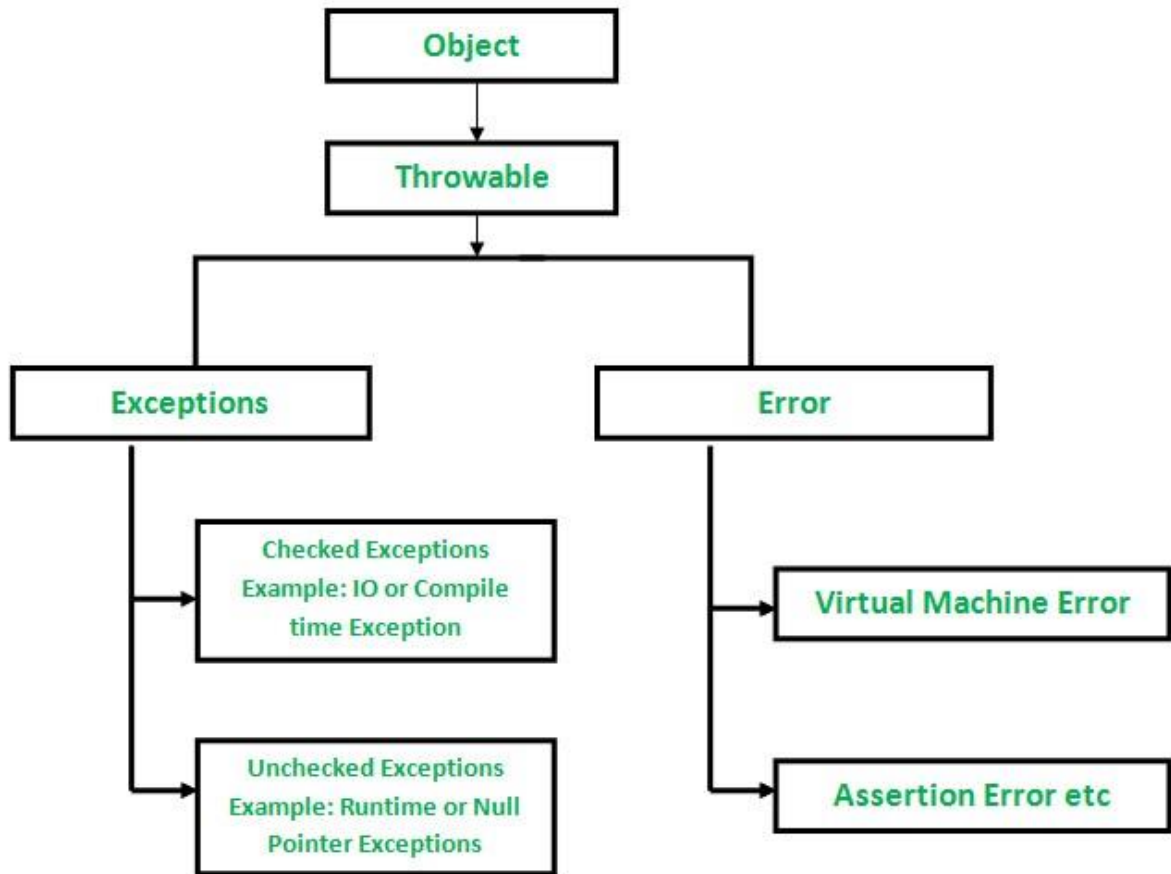 Object
Throwable
Exceptions
Error
Checked Exceptions
Example: IO or Compile
time Exception
Unchecked Exceptions
Example: Runtime or Null
Pointer Exceptions
Virtual Machine Error
Assertion Error etc